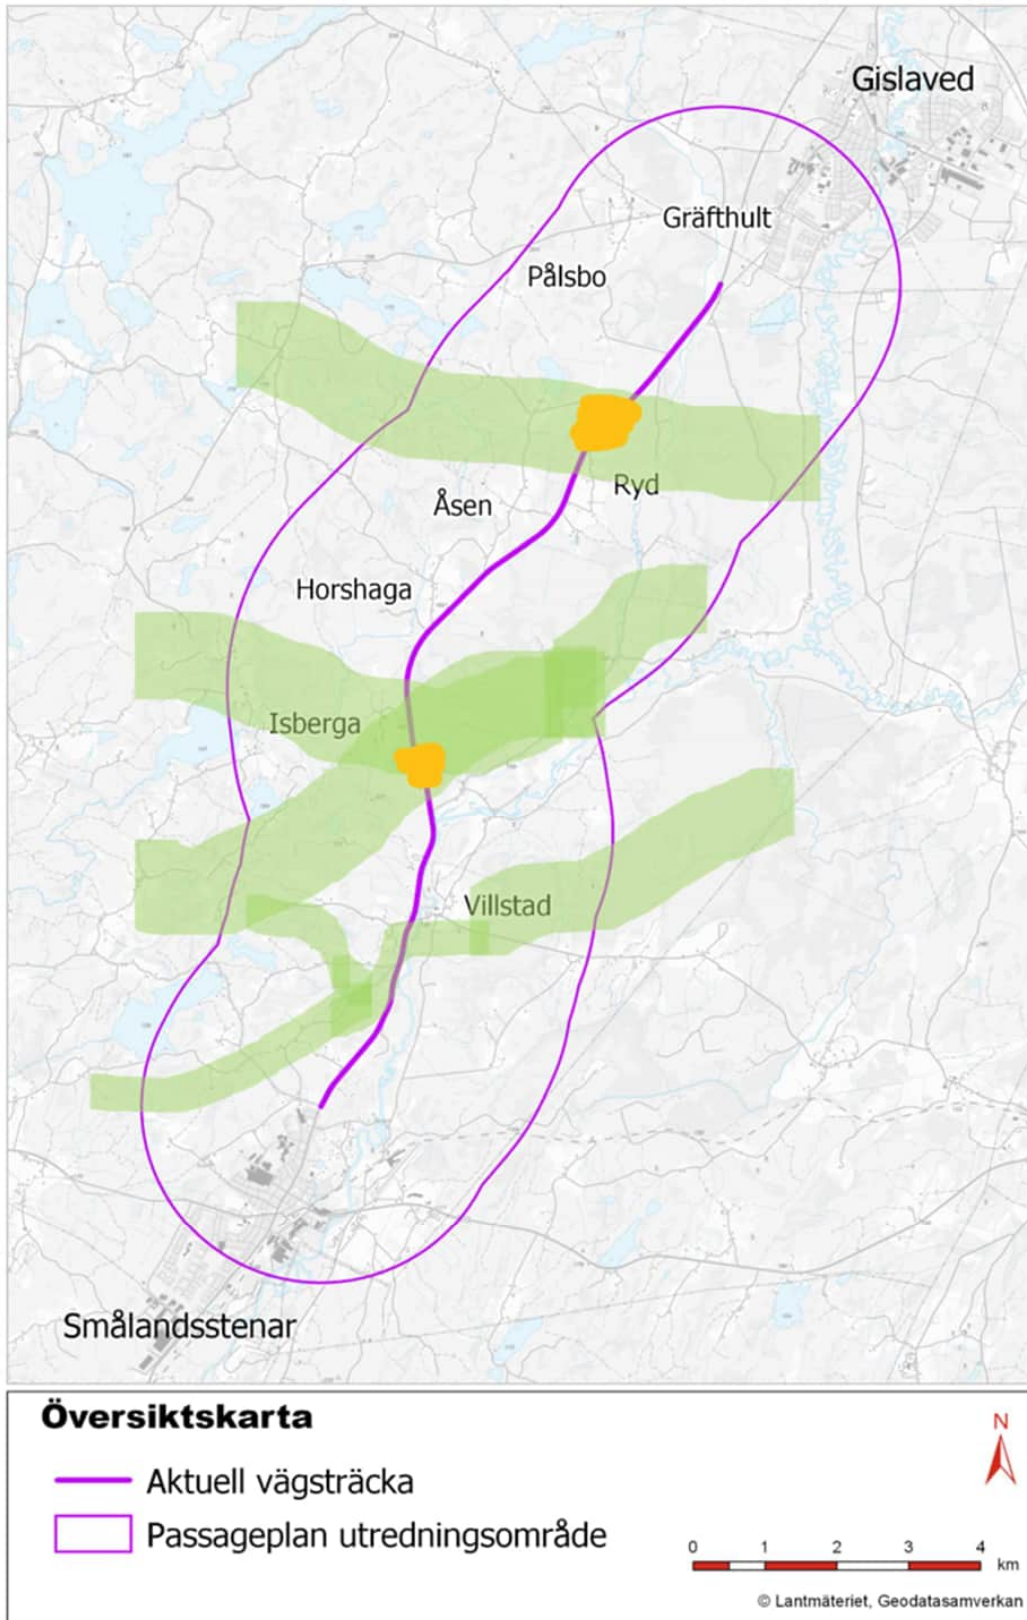 Gislaved
Gräfthult
Pålsbo
Ryd
Åsen
Horshaga
Isberga
Villstad
Smålandsstenar
Översiktskarta
N
Aktuell vägsträcka
Passageplan utredningsområde
0 1 2 3 4
km
© Lantmäteriet, Geodatasamverkan